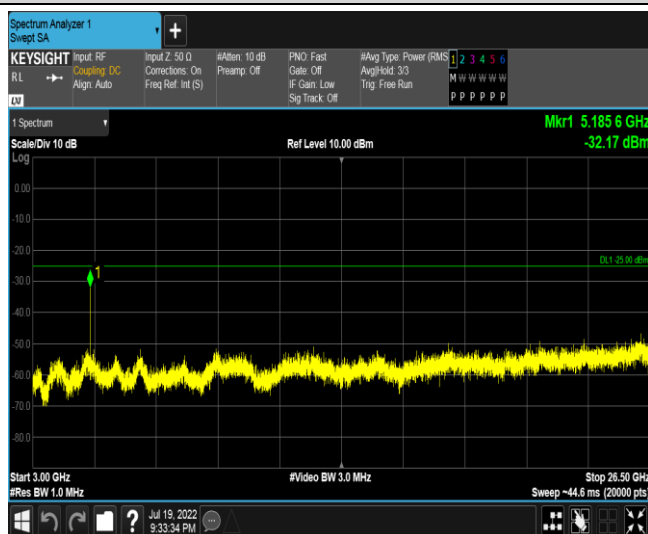 Spectrum Analyzer 1
Swept SA
KEYSIGHT
RL
LXI
Input: RF
Coupling: DC
Align: Auto
Input Z: 50 Ω
Corrections: On
Freq Ref: Int (S)
#Atten: 10 dB
Preamp: Off
PNO: Fast
Gate: Off
IF Gain: Low
Sig Track: Off
#Avg Type: Power (RMS
Avg|Hold: 3/3
Trig: Free Run
1 2 3 4 5 6
M W W W W W
P P P P P P
1 Spectrum
Mkr1 5.185 6 GHz
Scale/Div 10 dB
Ref Level 10.00 dBm
-32.17 dBm
Log
0.00
-10.0
-20.0
DL1 -25.00 dBm
1
-30.0
-40.0
-50.0
-60.0
-70.0
-80.0
Start 3.00 GHz
#Video BW 3.0 MHz
Stop 26.50 GHz
#Res BW 1.0 MHz
Sweep ~44.6 ms (20000 pts)
?
Jul 19, 2022
9:33:34 PM